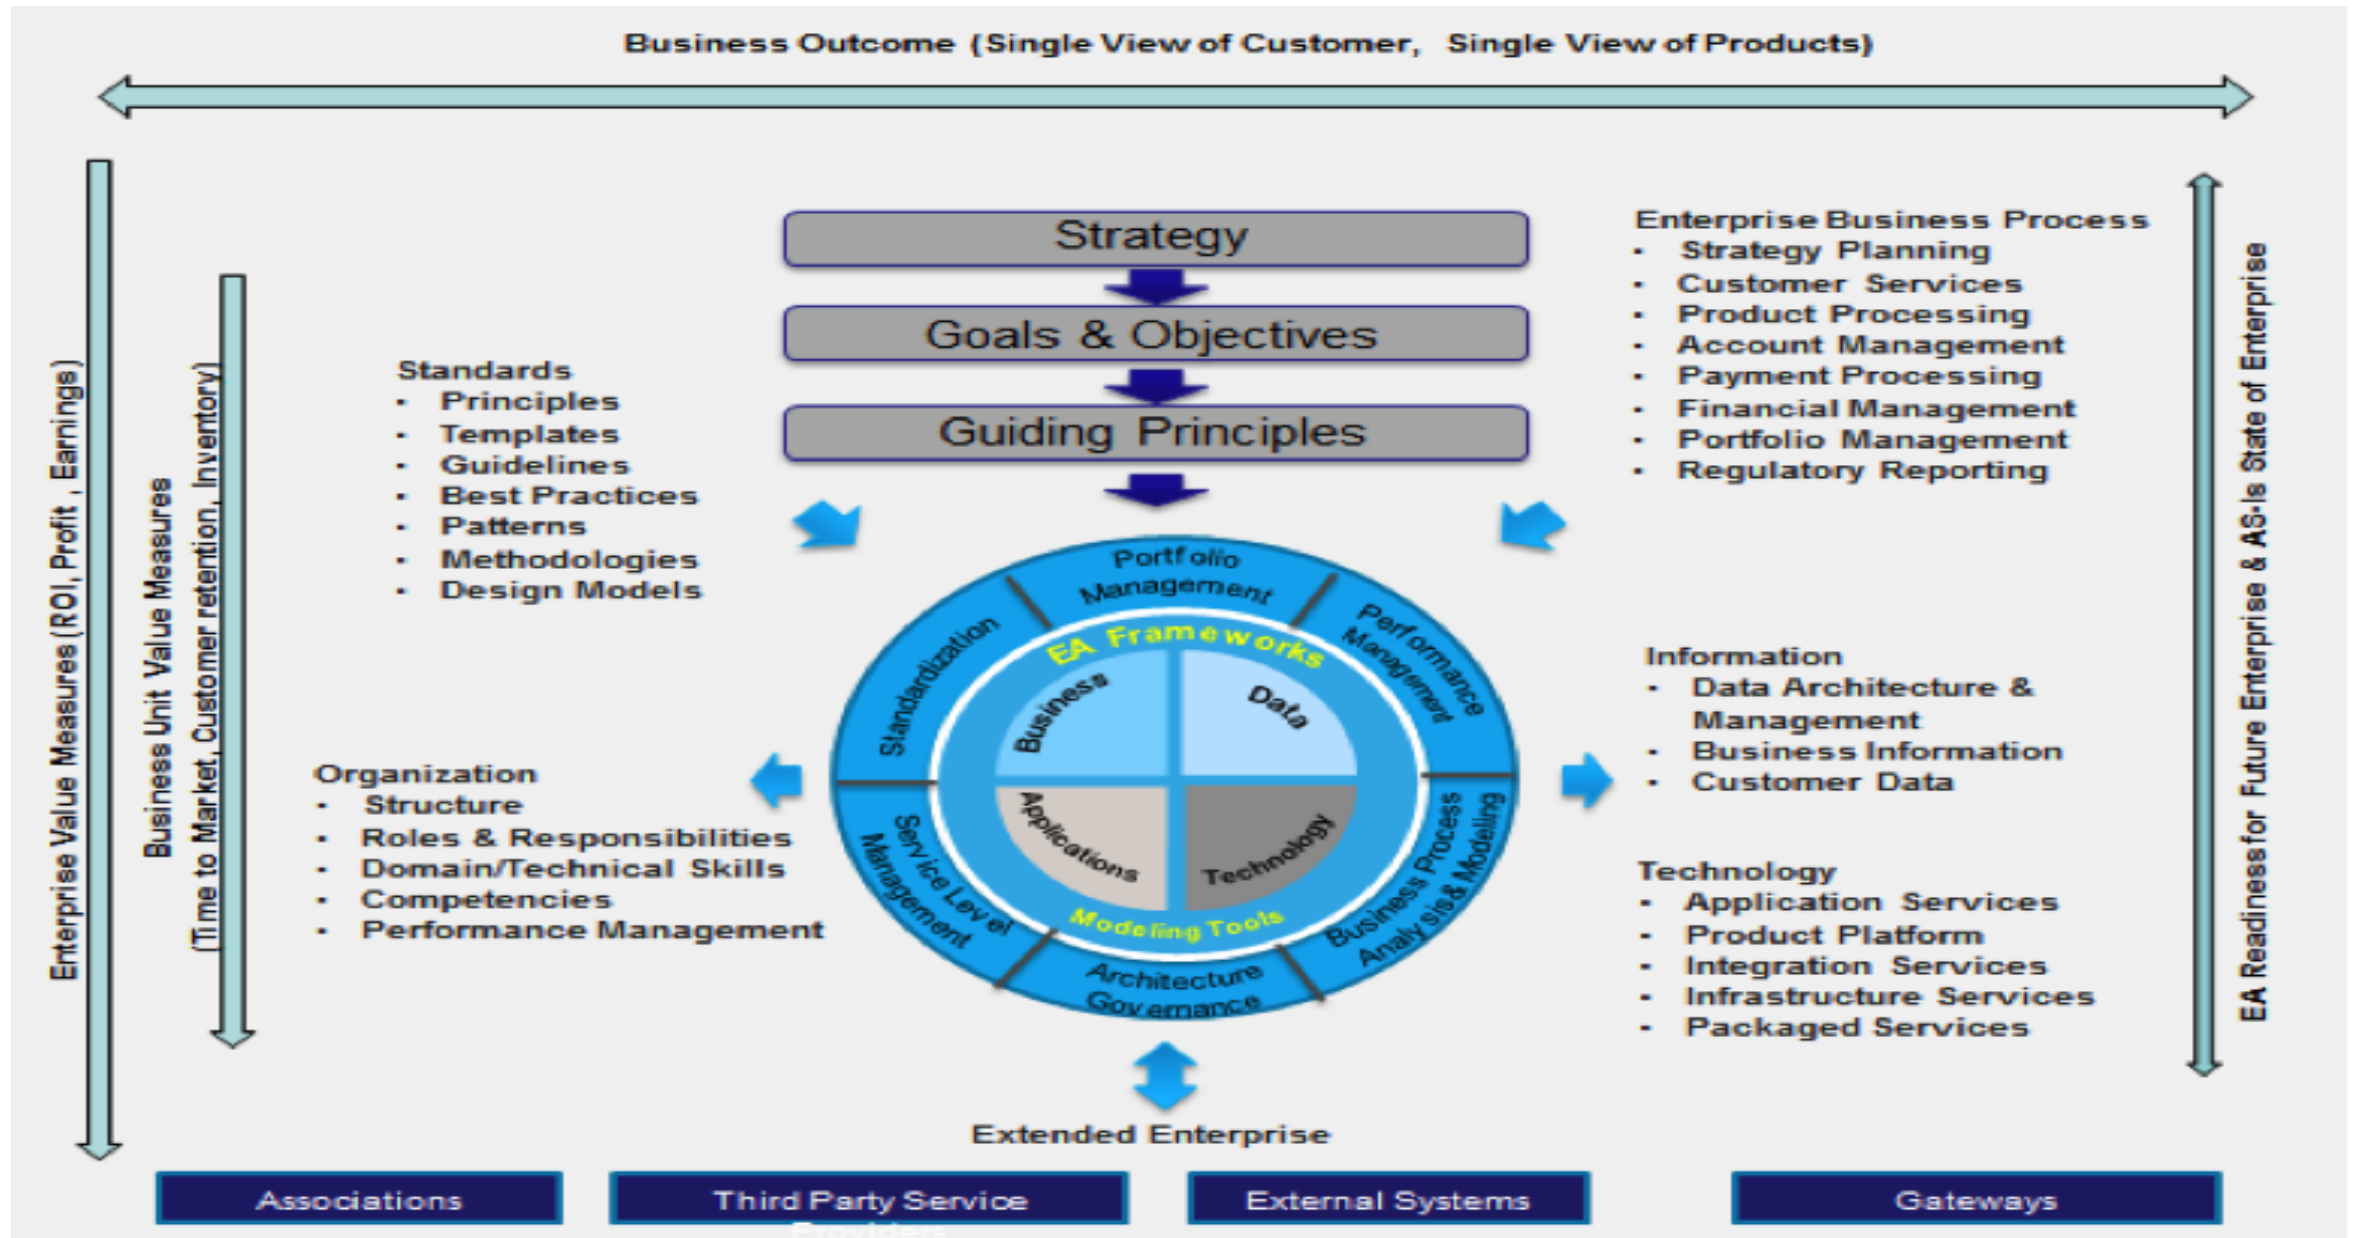 Business Outcome (Single View of Customer, Single View of Products)
Enterprise Value Measures (ROI, Profit , Earnings)
Business Unit Value Measures
(Time to Market, Customer retention, Inventory)
Strategy
Goals & Objectives
Guiding Principles
Standards
• Principles
• Templates
• Guidelines
• Best Practices
• Patterns
• Methodologies
• Design Models
Organization
• Structure
• Roles & Responsibilities
• Domain/Technical Skills
• Competencies
• Performance Management
Portfolio
Management
Performance
Management
Business Process
Analysis & Modeling
Architecture
Governance
Service Level
Management
Standardization
EA Frameworks
Business
Data
Applications
Technology
Modeling Tools
Enterprise Business Process
• Strategy Planning
• Customer Services
• Product Processing
• Account Management
• Payment Processing
• Financial Management
• Portfolio Management
• Regulatory Reporting
Information
• Data Architecture &
Management
• Business Information
• Customer Data
Technology
• Application Services
• Product Platform
• Integration Services
• Infrastructure Services
• Packaged Services
EA Readiness for Future Enterprise & AS-Is State of Enterprise
Extended Enterprise
Associations
Third Party Service
Providers
External Systems
Gateways